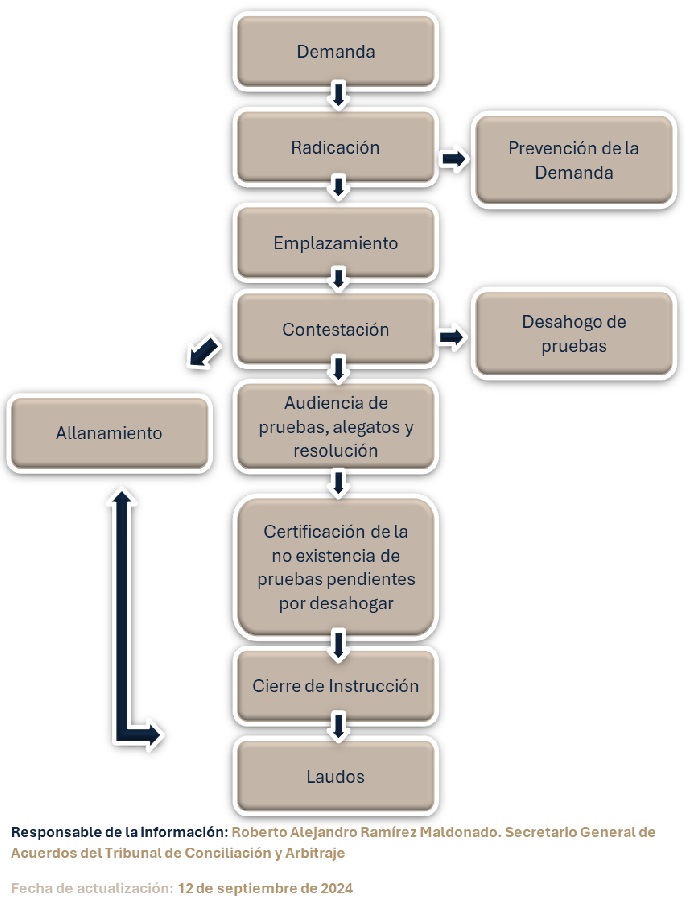 Demanda
Radicación
Prevención de la
Demanda
Emplazamiento
Contestación
Desahogo de
pruebas
Allanamiento
Audiencia de
pruebas, alegatos y
resolución
Certificación de la
no existencia de
pruebas pendientes
por desahogar
Cierre de Instrucción
Laudos
Responsable de la Información: Roberto Alejandro Ramírez Maldonado. Secretario General de
Acuerdos del Tribunal de Conciliación y Arbitraje
Fecha de actualización: 12 de septiembre de 2024